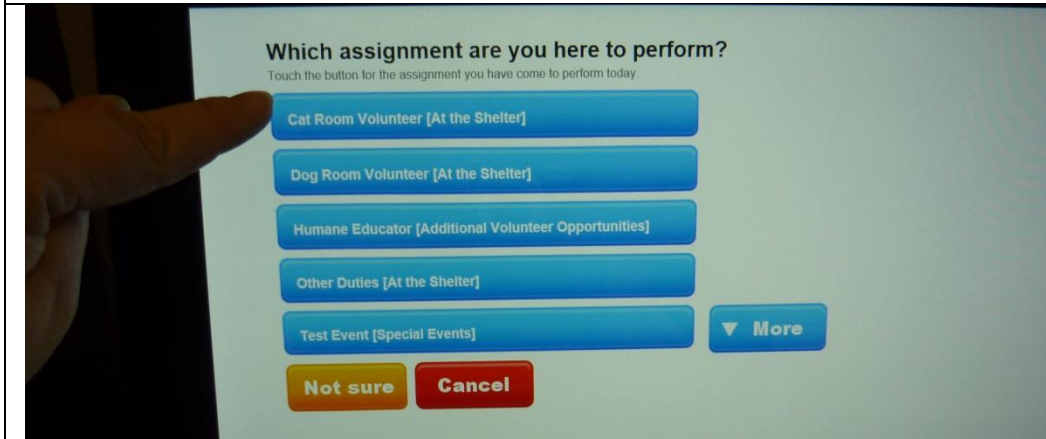 Which assignment are you here to perform?
Touch the button for the assignment you have come to perform today.
Cat Room Volunteer [At the Shelter]
Dog Room Volunteer [At the Shelter]
Humane Educator [Additional Volunteer Opportunities]
Other Duties [At the Shelter]
Test Event [Special Events]
▼ More
Not sure
Cancel